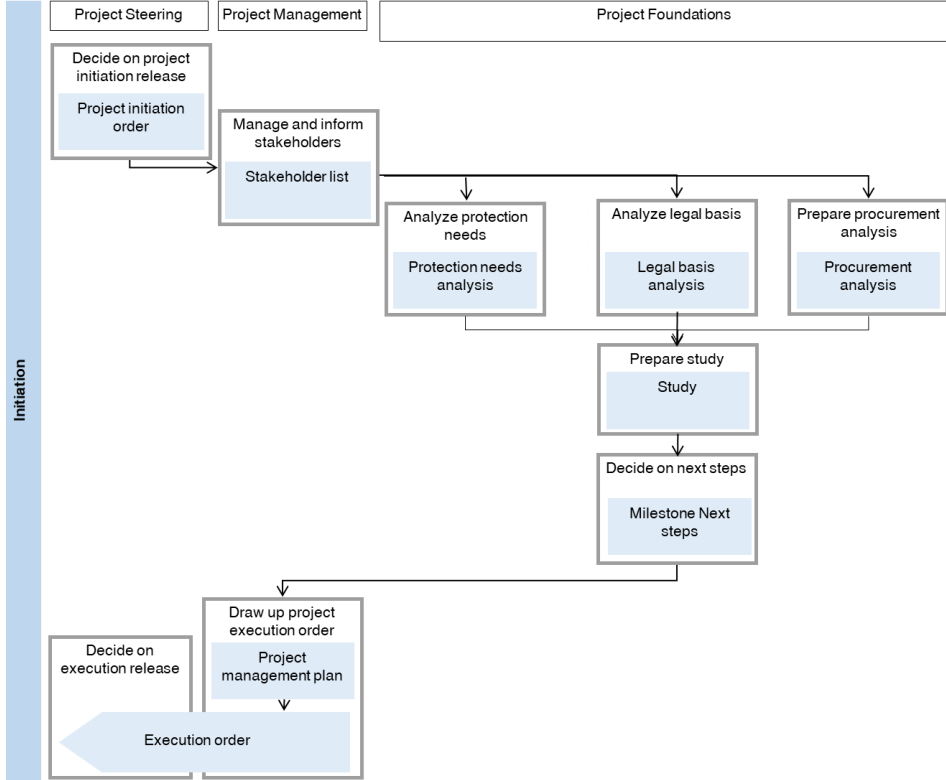 Project Steering
Project Management
Project Foundations
Decide on project
initiation release
Project initiation
order
Manage and inform
stakeholders
Stakeholder list
Analyze protection
needs
Protection needs
analysis
Analyze legal basis
Legal basis
analysis
Prepare procurement
analysis
Procurement
analysis
Initiation
Prepare study
Study
Decide on next steps
Milestone Next
steps
Draw up project
execution order
Project
management plan
Decide on
execution release
Execution order